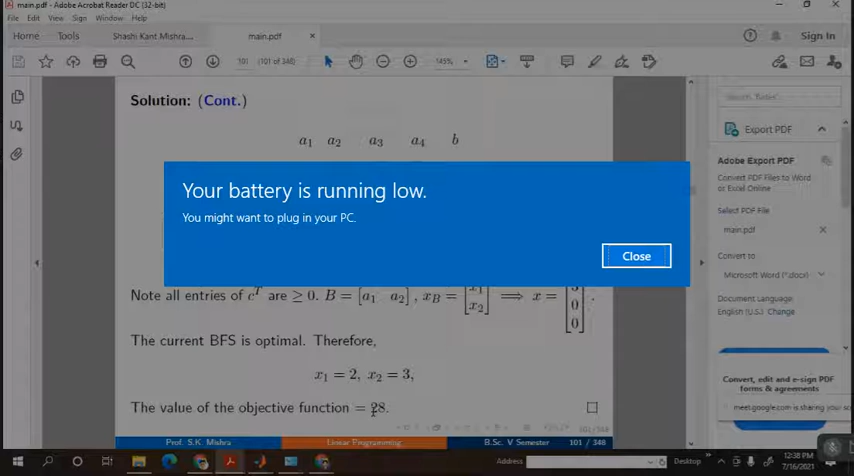 main.pdf - Adobe Acrobat Reader DC (32-bit)
File Edit View Sign Window Help
Home Tools Shashi Kant Mishra... main.pdf × Sign In
101 (101 of 348) 145%
Solution: (Cont.)
a1 a2 a3 a4 b
Your battery is running low.
You might want to plug in your PC.
Close
Note all entries of cT are ≥ 0. B = [a1 a2], xB = [x1 x2] ⟹ x = 0 0 .
The current BFS is optimal. Therefore,
x1 = 2, x2 = 3,
The value of the objective function = 28.
101/348
Prof. S.K. Mishra Linear Programming B.Sc. V Semester 101 / 348
Export PDF
Adobe Export PDF
Convert PDF Files to Word
or Excel Online
Select PDF File
main.pdf ×
Convert to
Microsoft Word (*.docx)
Document Language:
English (U.S.) Change
Convert, edit and e-sign PDF
forms & agreements
meet.google.com is sharing your sc
Address Desktop
12:38 PM
7/16/2021